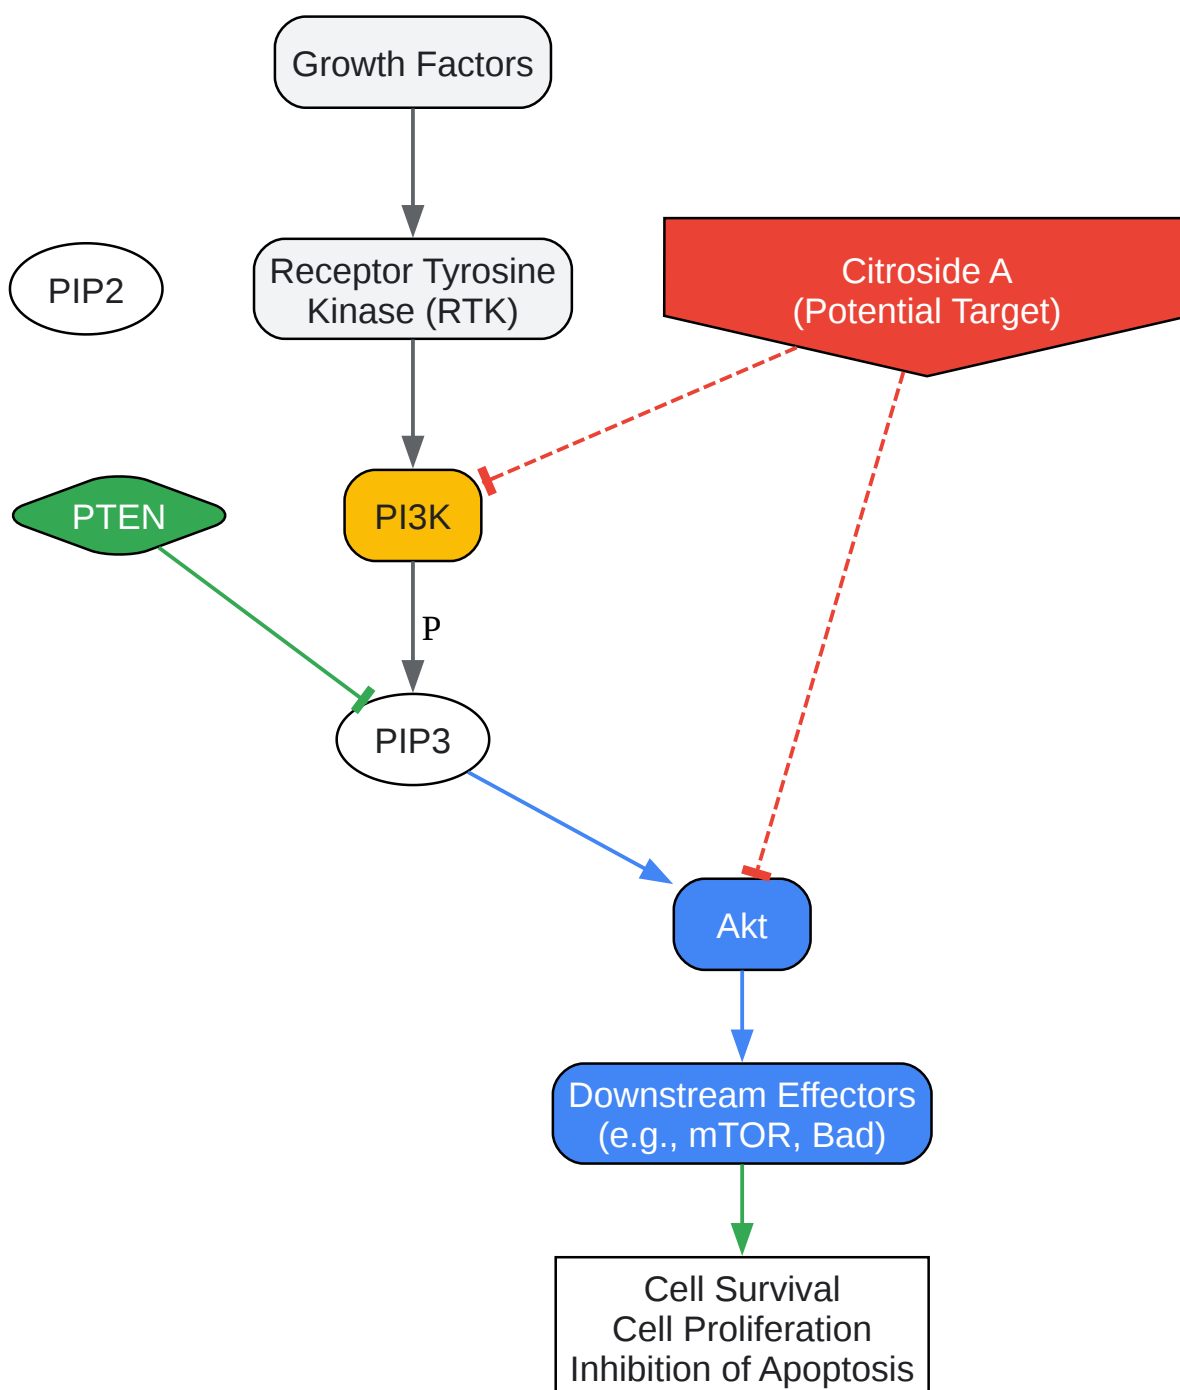 Growth Factors
Receptor Tyrosine
Kinase (RTK)
Citroside A
(Potential Target)
PIP2
PTEN
PI3K
P
PIP3
Akt
Downstream Effectors
(e.g., mTOR, Bad)
Cell Survival
Cell Proliferation
Inhibition of Apoptosis